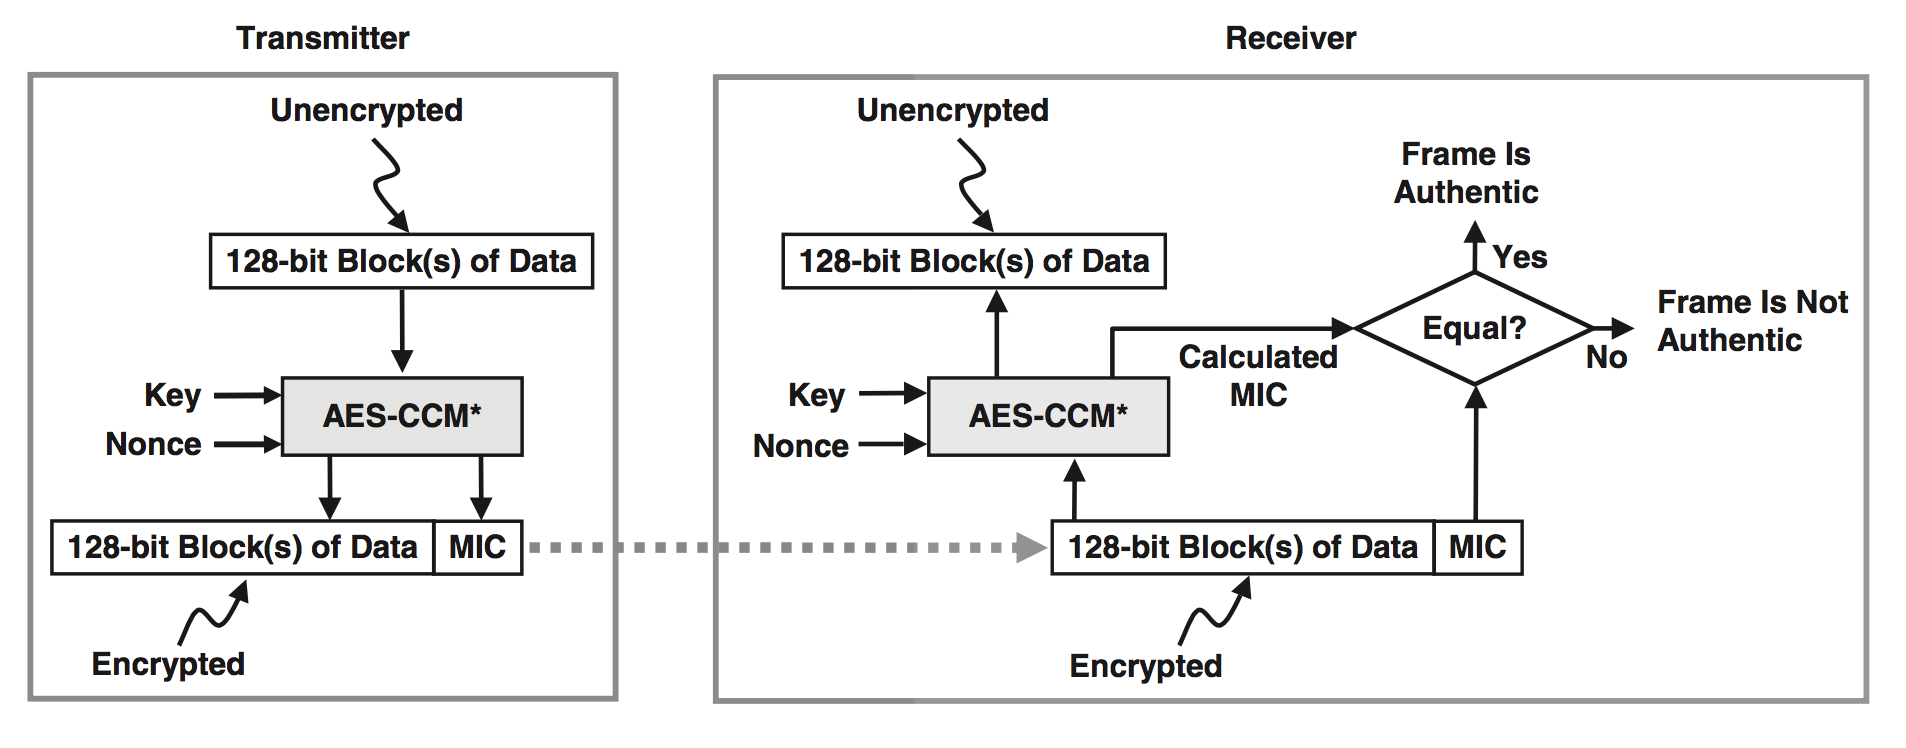 Transmitter
Unencrypted
128-bit Block(s) of Data
Key
AES-CCM*
Nonce
128-bit Block(s) of Data
MIC
Encrypted
Receiver
Unencrypted
128-bit Block(s) of Data
Frame Is
Authentic
Yes
Equal?
Frame Is Not
Authentic
No
Calculated
MIC
Key
AES-CCM*
Nonce
128-bit Block(s) of Data
MIC
Encrypted